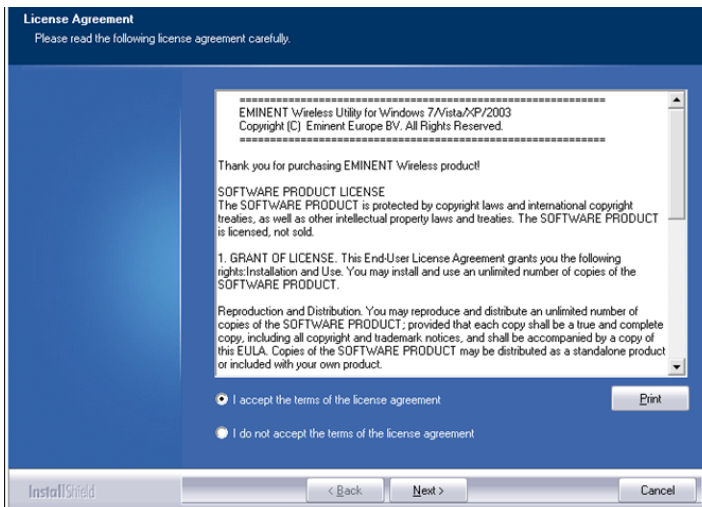 License Agreement
Please read the following license agreement carefully.
================================================================
EMINENT Wireless Utility for Windows 7/Vista/XP/2003
Copyright (C) Eminent Europe BV. All Rights Reserved.
================================================================
Thank you for purchasing EMINENT Wireless product!
SOFTWARE PRODUCT LICENSE
The SOFTWARE PRODUCT is protected by copyright laws and international copyright
treaties, as well as other intellectual property laws and treaties. The SOFTWARE PRODUCT
is licensed, not sold.
1. GRANT OF LICENSE. This End-User License Agreement grants you the following
rights:Installation and Use. You may install and use an unlimited number of copies of the
SOFTWARE PRODUCT.
Reproduction and Distribution. You may reproduce and distribute an unlimited number of
copies of the SOFTWARE PRODUCT; provided that each copy shall be a true and complete
copy, including all copyright and trademark notices, and shall be accompanied by a copy of
this EULA. Copies of the SOFTWARE PRODUCT may be distributed as a standalone product
or included with your own product.
I accept the terms of the license agreement
Print
I do not accept the terms of the license agreement
InstallShield
< Back
Next >
Cancel